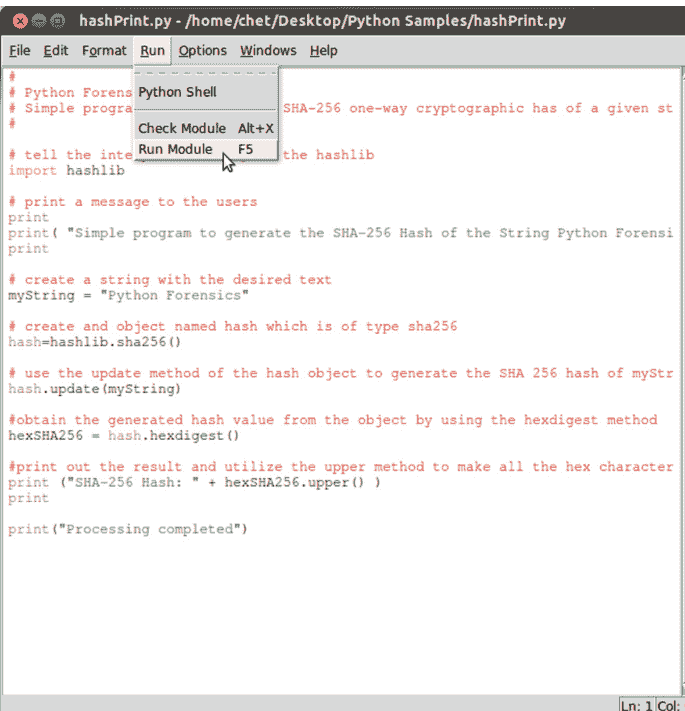 hashPrint.py - /home/chet/Desktop/Python Samples/hashPrint.py
File Edit Format Run Options Windows Help
#
# Python Forens
Python Shell
# Simple progra SHA-256 one-way cryptographic has of a given st
#
Check Module Alt+X
# tell the inte the hashlib
Run Module F5
import hashlib
# print a message to the users
print
print( "Simple program to generate the SHA-256 Hash of the String Python Forensi
print
# create a string with the desired text
myString = "Python Forensics"
# create and object named hash which is of type sha256
hash=hashlib.sha256()
# use the update method of the hash object to generate the SHA 256 hash of myStr
hash.update(myString)
#obtain the generated hash value from the object by using the hexdigest method
hexSHA256 = hash.hexdigest()
#print out the result and utilize the upper method to make all the hex character
print ("SHA-256 Hash: " + hexSHA256.upper() )
print
print("Processing completed")
Ln: 1 Col: